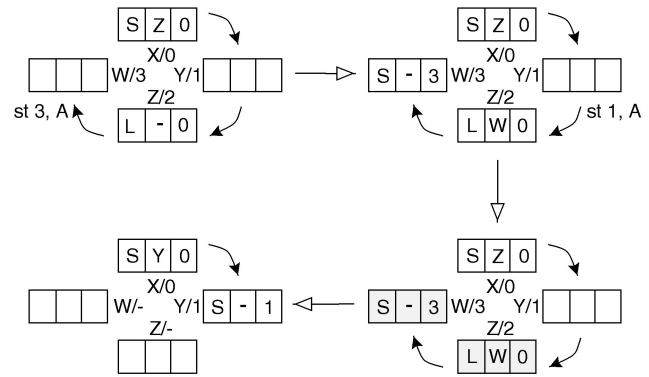 S Z 0
X/0
W/3 Y/1
Z/2
st 3, A
L - 0
S Z 0
X/0
S - 3 W/3 Y/1
Z/2
L W 0
st 1, A
S Y 0
X/0
W/- Y/1 S - 1
Z/-
S Z 0
X/0
S - 3 W/3 Y/1
Z/2
L W 0